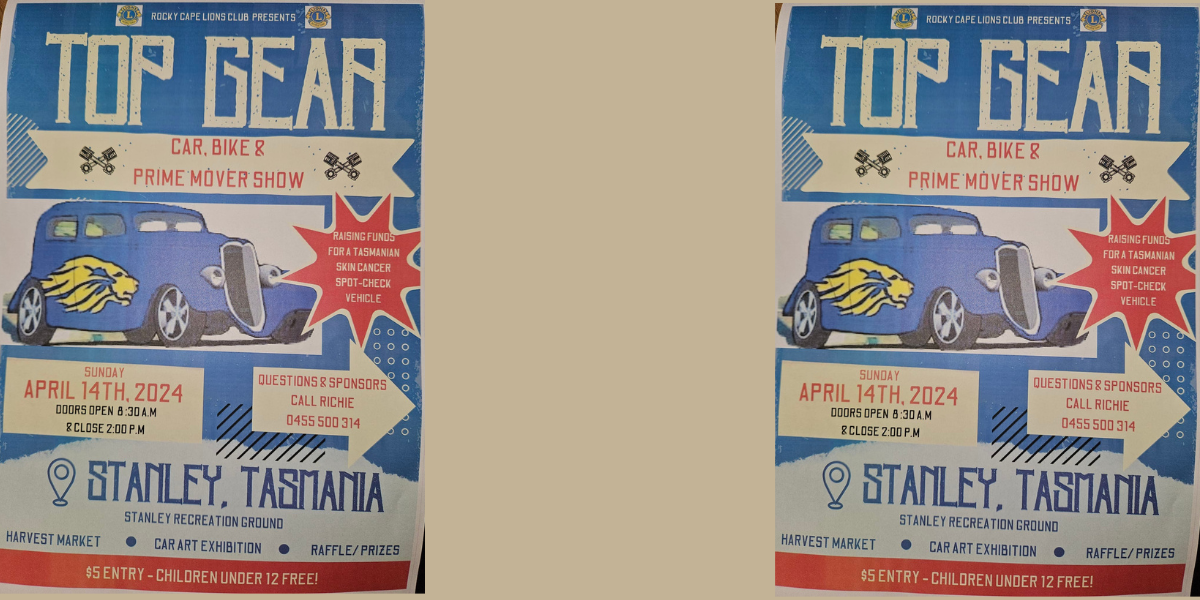 ROCKY CAPE LIONS CLUB PRESENTS
TOP GEAR
CAR, BIKE &
PRIME MOVER SHOW
RAISING FUNDS
FOR A TASMANIAN
SKIN CANCER
SPOT-CHECK
VEHICLE
SUNDAY
APRIL 14TH, 2024
DOORS OPEN 8:30 A.M
& CLOSE 2:00 P.M
QUESTIONS & SPONSORS
CALL RICHIE
0455 500 314
STANLEY, TASMANIA
STANLEY RECREATION GROUND
HARVEST MARKET • CAR ART EXHIBITION • RAFFLE/ PRIZES
$5 ENTRY - CHILDREN UNDER 12 FREE!
ROCKY CAPE LIONS CLUB PRESENTS
TOP GEAR
CAR, BIKE &
PRIME MOVER SHOW
RAISING FUNDS
FOR A TASMANIAN
SKIN CANCER
SPOT-CHECK
VEHICLE
SUNDAY
APRIL 14TH, 2024
DOORS OPEN 8:30 A.M
& CLOSE 2:00 P.M
QUESTIONS & SPONSORS
CALL RICHIE
0455 500 314
STANLEY, TASMANIA
STANLEY RECREATION GROUND
HARVEST MARKET • CAR ART EXHIBITION • RAFFLE/ PRIZES
$5 ENTRY - CHILDREN UNDER 12 FREE!